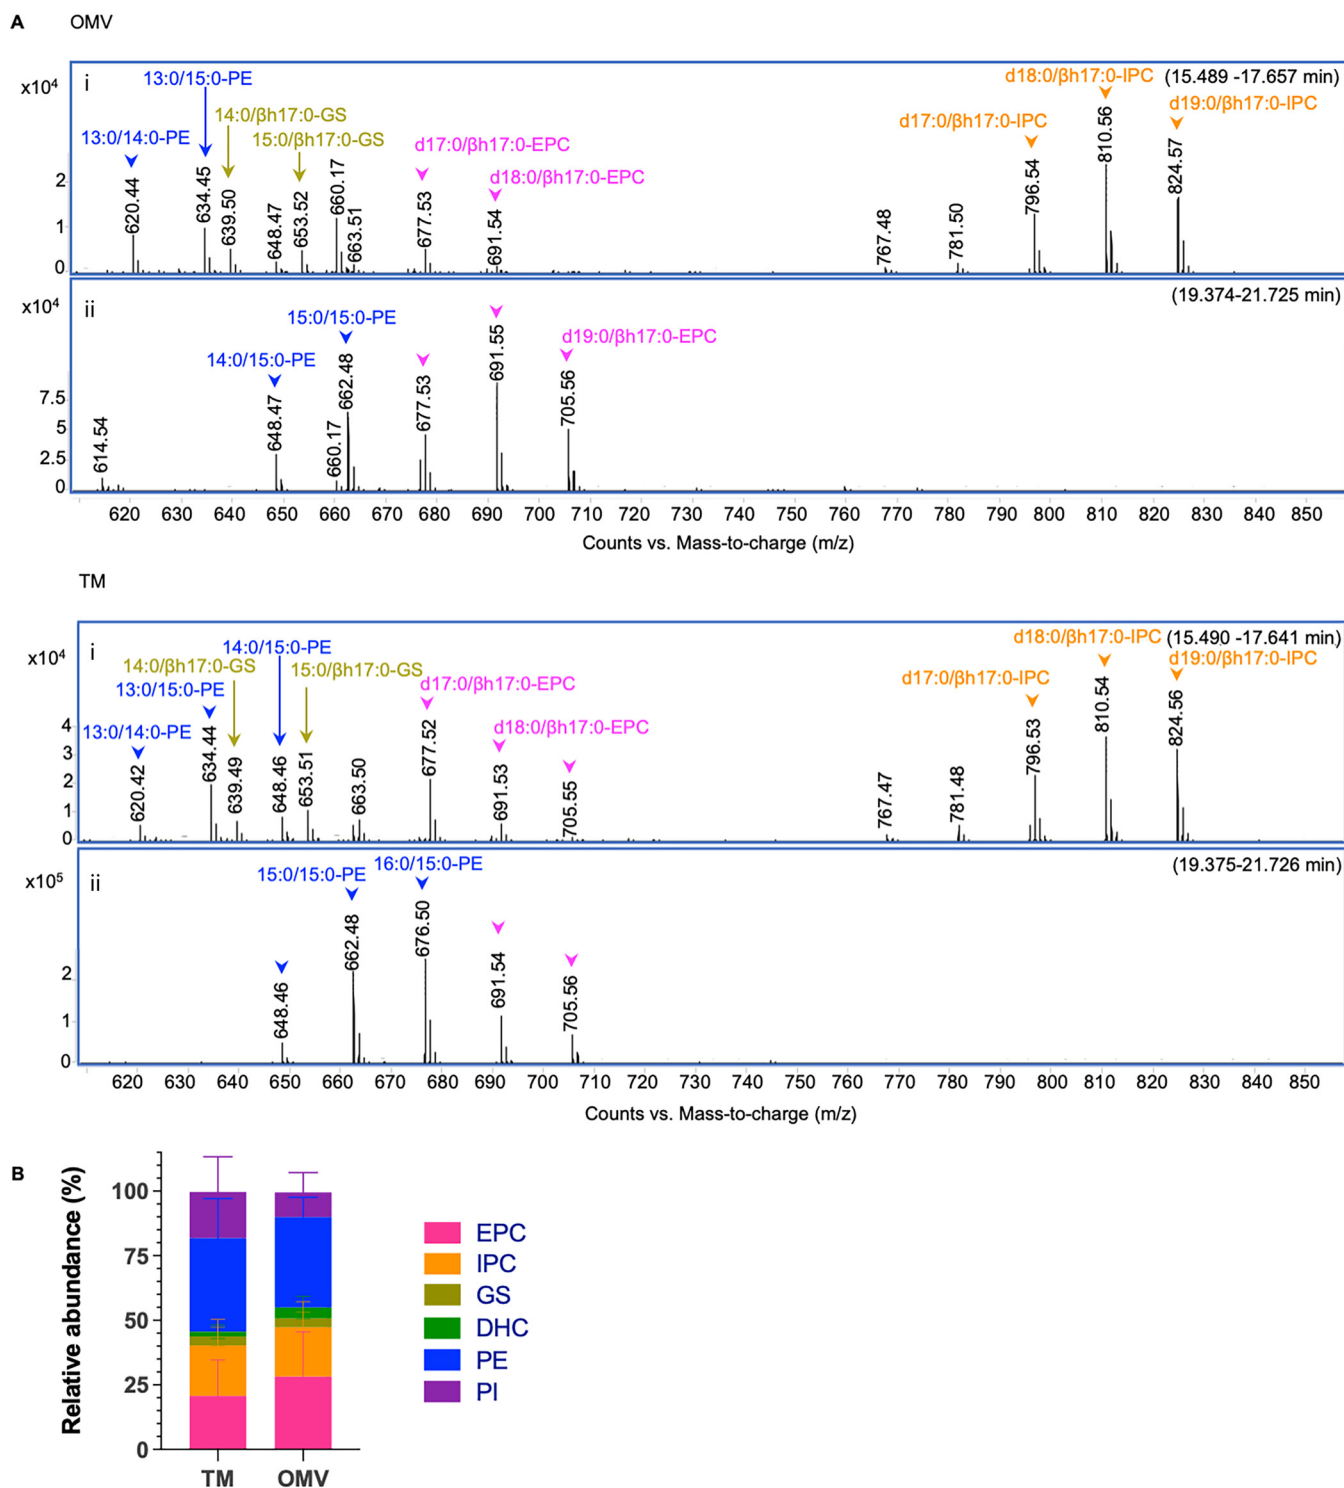 A OMV
x10⁴ i 13:0/15:0-PE d18:0/βh17:0-IPC (15.489 -17.657 min)
14:0/βh17:0-GS d17:0/βh17:0-IPC d19:0/βh17:0-IPC
13:0/14:0-PE 15:0/βh17:0-GS d17:0/βh17:0-EPC
d18:0/βh17:0-EPC
620.44 634.45 639.50 648.47 653.52 660.17 663.51 677.53 691.54 767.48 781.50 796.54 810.56 824.57
2
1
0
x10⁴ ii (19.374-21.725 min)
15:0/15:0-PE d19:0/βh17:0-EPC
14:0/15:0-PE
614.54 648.47 660.17 662.48 677.53 691.55 705.56
7.5
5
2.5
0
620 630 640 650 660 670 680 690 700 710 720 730 740 750 760 770 780 790 800 810 820 830 840 850
Counts vs. Mass-to-charge (m/z)
TM
x10⁴ i 14:0/15:0-PE d18:0/βh17:0-IPC (15.490 -17.641 min)
14:0/βh17:0-GS 15:0/βh17:0-GS d17:0/βh17:0-IPC d19:0/βh17:0-IPC
13:0/15:0-PE d17:0/βh17:0-EPC
13:0/14:0-PE d18:0/βh17:0-EPC
620.42 634.44 639.49 648.46 653.51 663.50 677.52 691.53 705.55 767.47 781.48 796.53 810.54 824.56
4
3
2
1
0
x10⁵ ii 15:0/15:0-PE 16:0/15:0-PE (19.375-21.726 min)
648.46 662.48 676.50 691.54 705.56
2
1
0
620 630 640 650 660 670 680 690 700 710 720 730 740 750 760 770 780 790 800 810 820 830 840 850
Counts vs. Mass-to-charge (m/z)
B
Relative abundance (%)
100
75
50
25
0
TM OMV
EPC
IPC
GS
DHC
PE
PI